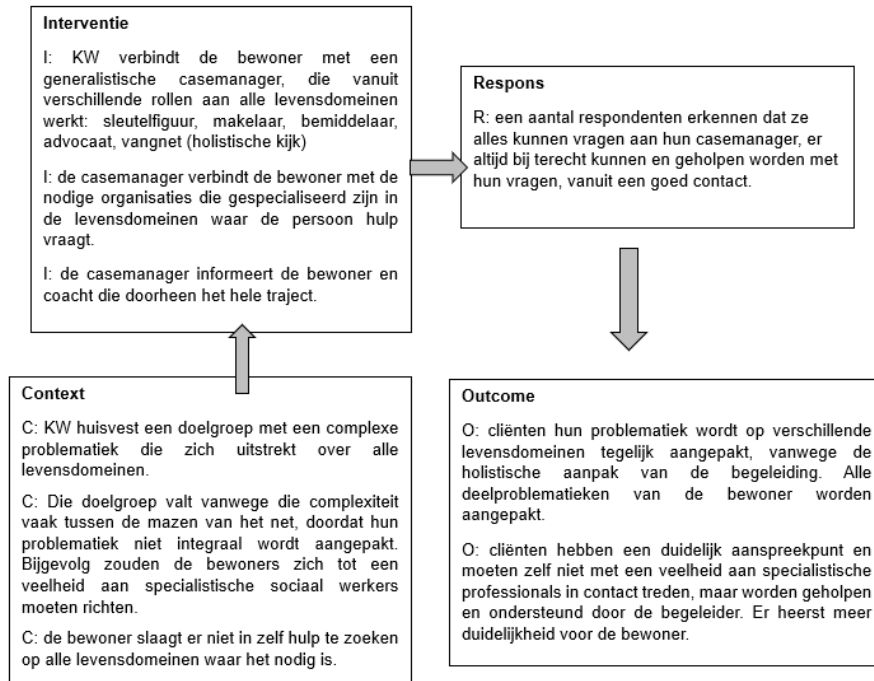 Interventie
I: KW verbindt de bewoner met een
generalistische casemanager, die vanuit
verschillende rollen aan alle levensdomeinen
werkt: sleutelfiguur, makelaar, bemiddelaar,
advocaat, vangnet (holistische kijk)
I: de casemanager verbindt de bewoner met de
nodige organisaties die gespecialiseerd zijn in
de levensdomeinen waar de persoon hulp
vraagt.
I: de casemanager informeert de bewoner en
coacht die doorheen het hele traject.
Respons
R: een aantal respondenten erkennen dat ze
alles kunnen vragen aan hun casemanager, er
altijd bij terecht kunnen en geholpen worden met
hun vragen, vanuit een goed contact.
Context
C: KW huisvest een doelgroep met een complexe
problematiek die zich uitstrekt over alle
levensdomeinen.
C: Die doelgroep valt vanwege die complexiteit
vaak tussen de mazen van het net, doordat hun
problematiek niet integraal wordt aangepakt.
Bijgevolg zouden de bewoners zich tot een
veelheid aan specialistische sociaal werkers
moeten richten.
C: de bewoner slaagt er niet in zelf hulp te zoeken
op alle levensdomeinen waar het nodig is.
Outcome
O: cliënten hun problematiek wordt op verschillende
levensdomeinen tegelijk aangepakt, vanwege de
holistische aanpak van de begeleiding. Alle
deelproblematieken van de bewoner worden
aangepakt.
O: cliënten hebben een duidelijk aanspreekpunt en
moeten zelf niet met een veelheid aan specialistische
professionals in contact treden, maar worden geholpen
en ondersteund door de begeleider. Er heerst meer
duidelijkheid voor de bewoner.